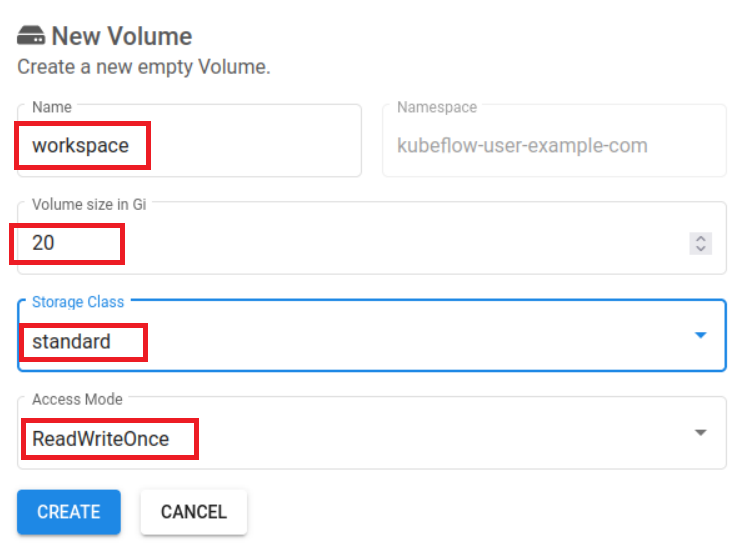 New Volume
Create a new empty Volume.
Name
workspace
Namespace
kubeflow-user-example-com
Volume size in Gi
20
Storage Class
standard
Access Mode
ReadWriteOnce
CREATE
CANCEL